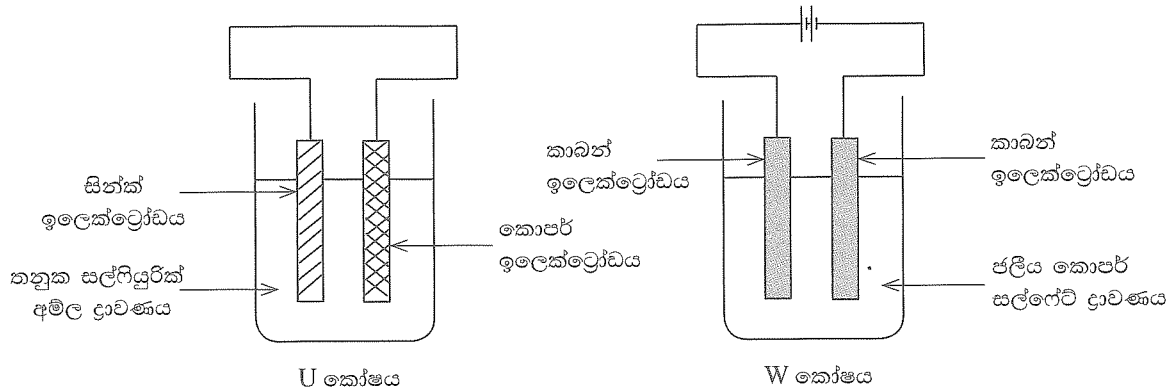 සින්ක්
ඉලෙක්ට්‍රෝඩය
තනුක සල්ෆියුරික්
අම්ල ද්‍රාවණය
කොපර්
ඉලෙක්ට්‍රෝඩය
U කෝෂය
කාබන්
ඉලෙක්ට්‍රෝඩය
කාබන්
ඉලෙක්ට්‍රෝඩය
ජලීය කොපර්
සල්ෆේට් ද්‍රාවණය
W කෝෂය